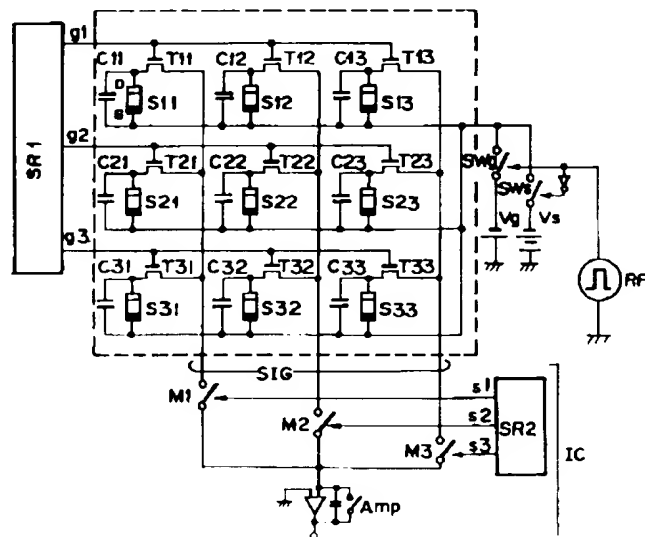 g1
C11 T11 C12 T12 C13 T13
D
S
S11 S12 S13
SR1
g2
C21 T21 C22 T22 C23 T23
S21 S22 S23
SWg
SWs
Vg Vs
g3
C31 T31 C32 T32 C33 T33
S31 S32 S33
RF
SIG
M1 s1
M2 s2 SR2
M3 s3
IC
Amp